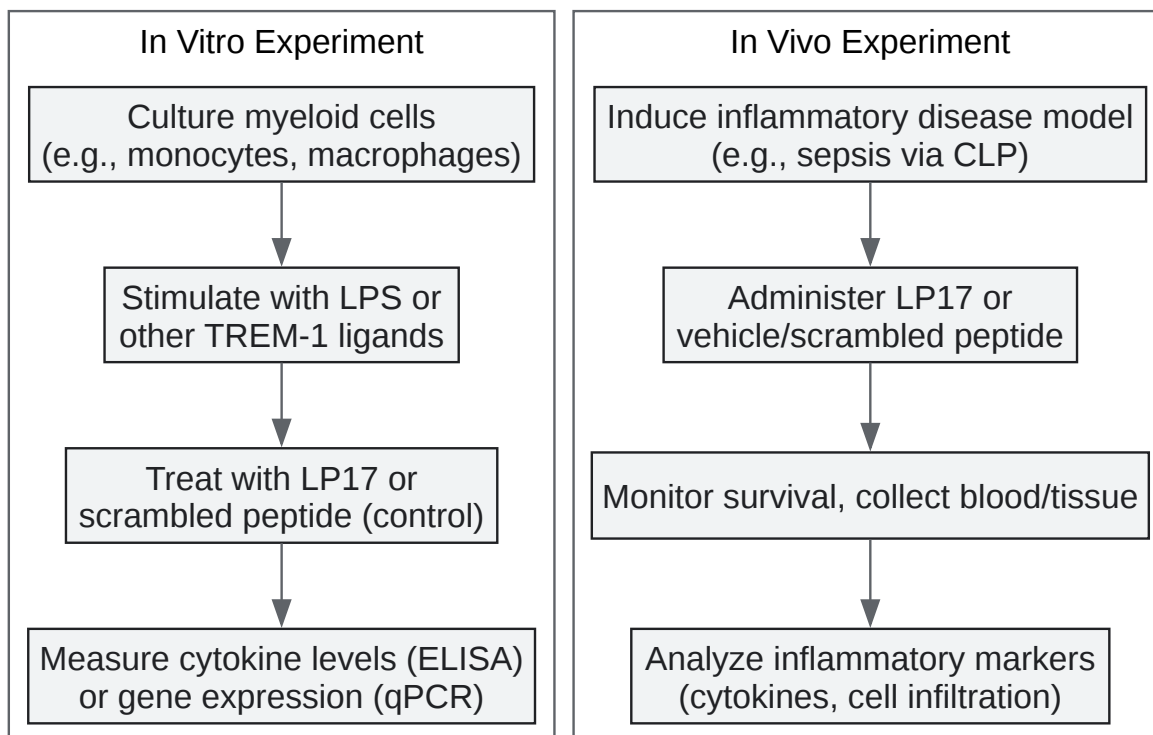 In Vitro Experiment
Culture myeloid cells
(e.g., monocytes, macrophages)
Stimulate with LPS or
other TREM-1 ligands
Treat with LP17 or
scrambled peptide (control)
Measure cytokine levels (ELISA)
or gene expression (qPCR)
In Vivo Experiment
Induce inflammatory disease model
(e.g., sepsis via CLP)
Administer LP17 or
vehicle/scrambled peptide
Monitor survival, collect blood/tissue
Analyze inflammatory markers
(cytokines, cell infiltration)